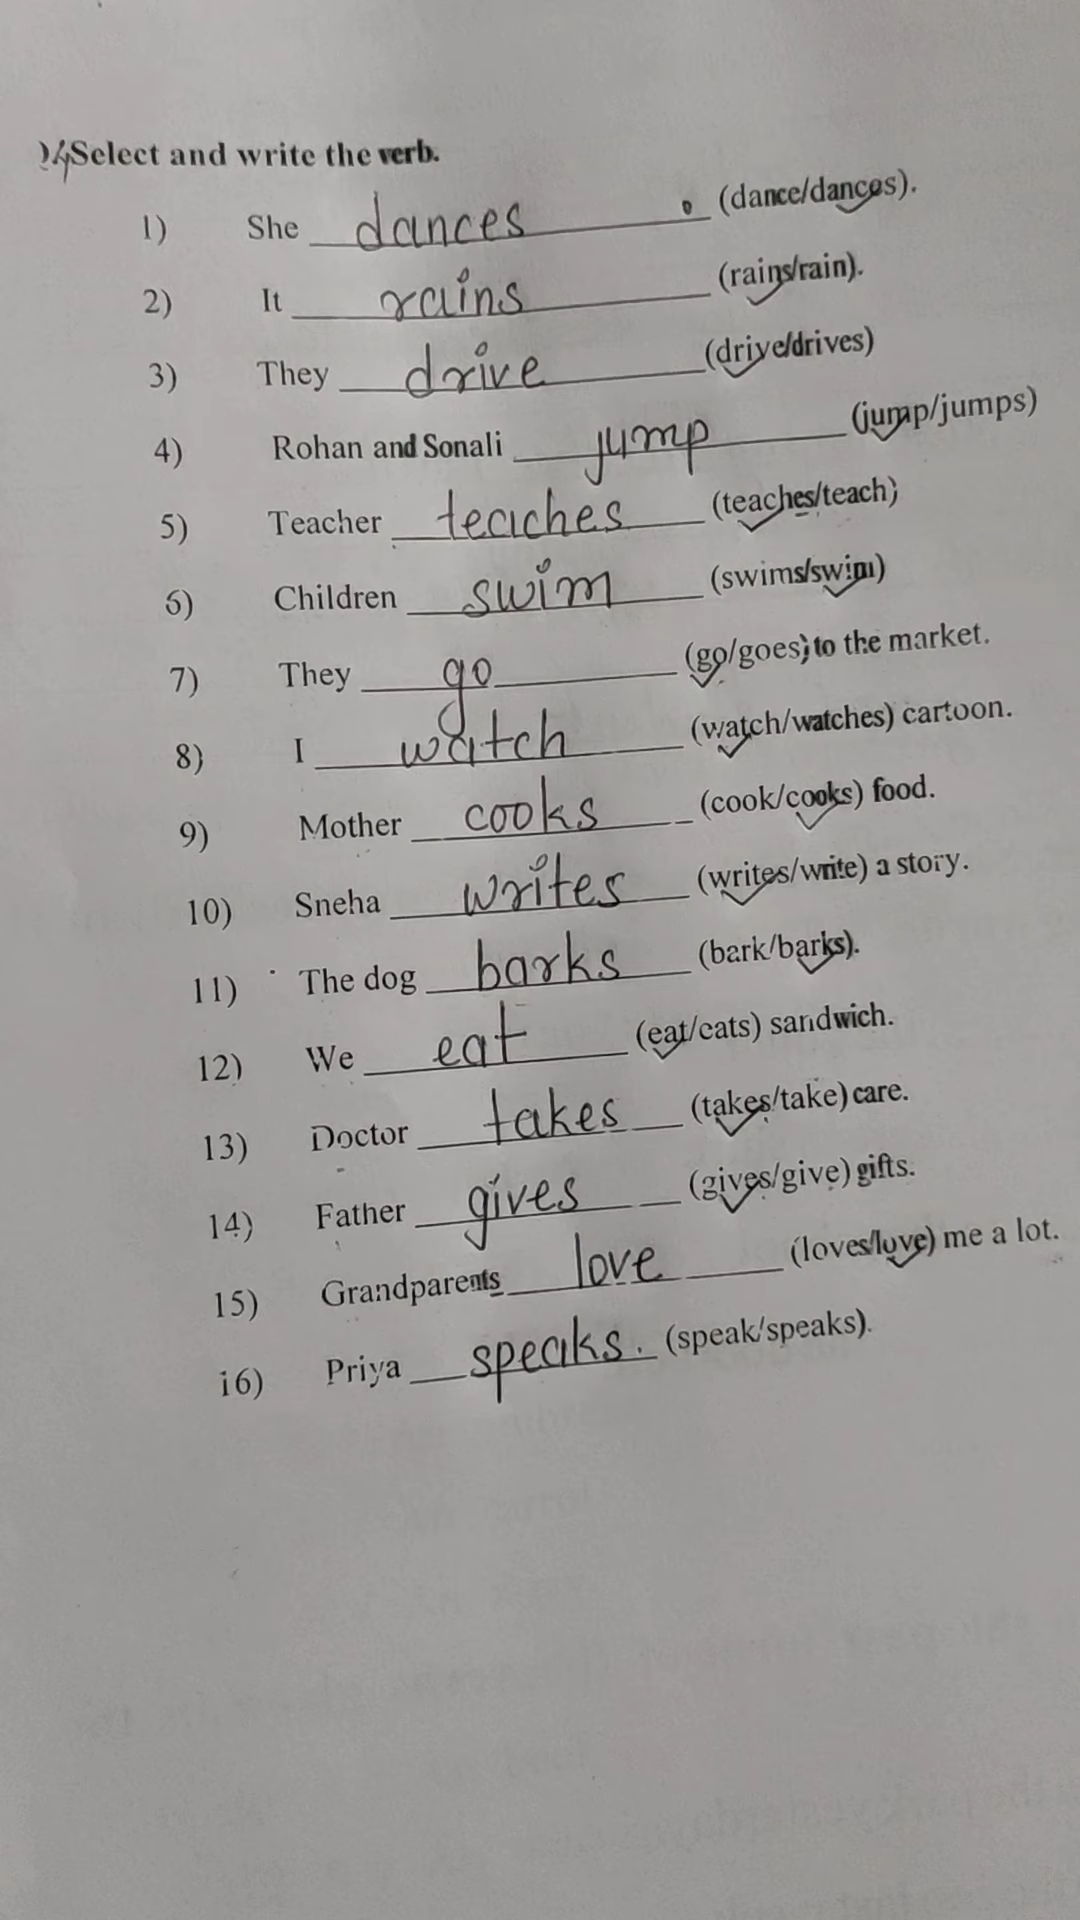 24 Select and write the verb.
1) She dances . (dance/dances).
2) It rains (rains/rain).
3) They drive (drive/drives)
4) Rohan and Sonali jump (jump/jumps)
5) Teacher teaches (teaches/teach)
6) Children swim (swims/swim)
7) They go (go/goes) to the market.
8) I watch (watch/watches) cartoon.
9) Mother cooks (cook/cooks) food.
10) Sneha writes (writes/write) a story.
11) The dog barks (bark/barks).
12) We eat (eat/eats) sandwich.
13) Doctor takes (takes/take) care.
14) Father gives (gives/give) gifts.
15) Grandparents love (loves/love) me a lot.
16) Priya speaks. (speak/speaks).